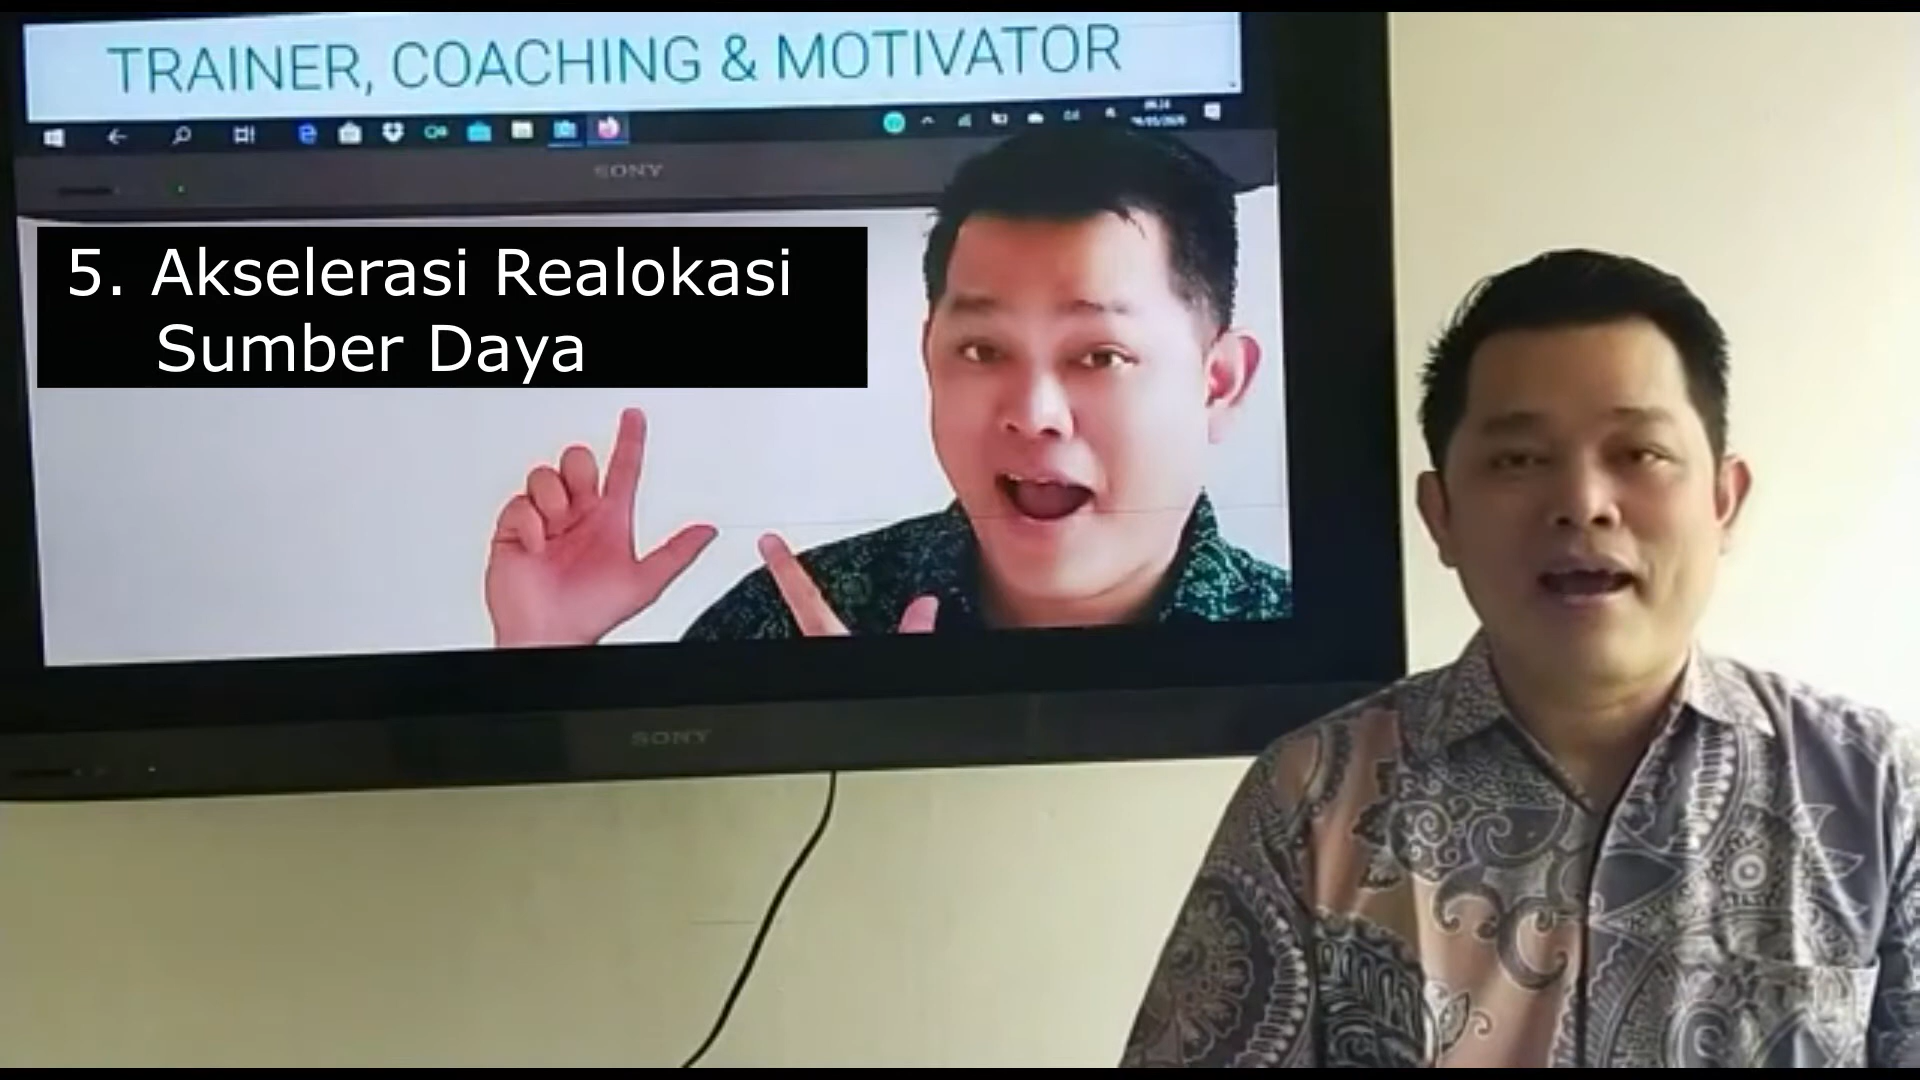 TRAINER, COACHING & MOTIVATOR
SONY
5. Akselerasi Realokasi
Sumber Daya
SONY